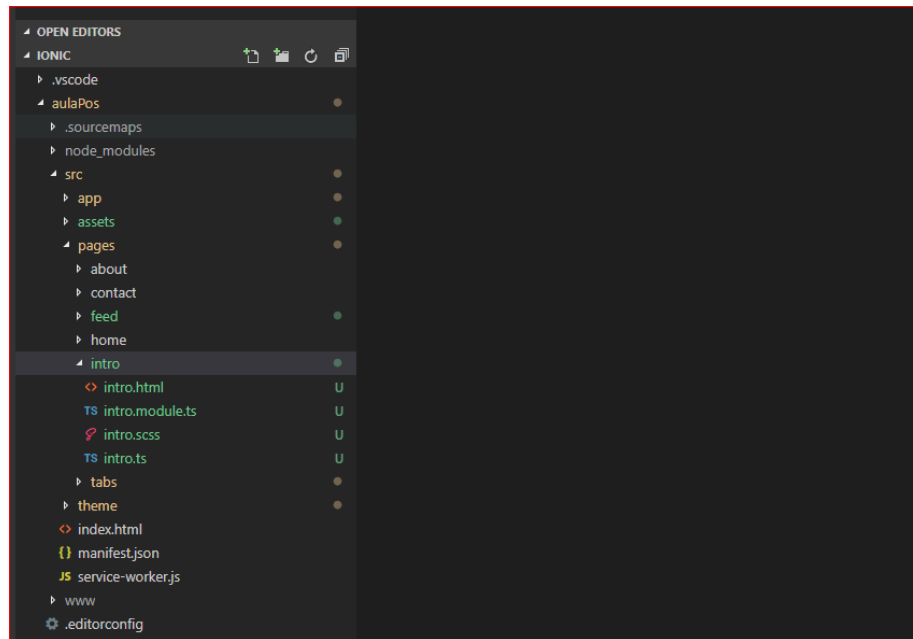 OPEN EDITORS
IONIC
.vscode
aulaPos
.sourcemaps
node_modules
src
app
assets
pages
about
contact
feed
home
intro
<> intro.html U
TS intro.module.ts U
intro.scss U
TS intro.ts U
tabs
theme
<> index.html
{} manifest.json
JS service-worker.js
www
.editorconfig